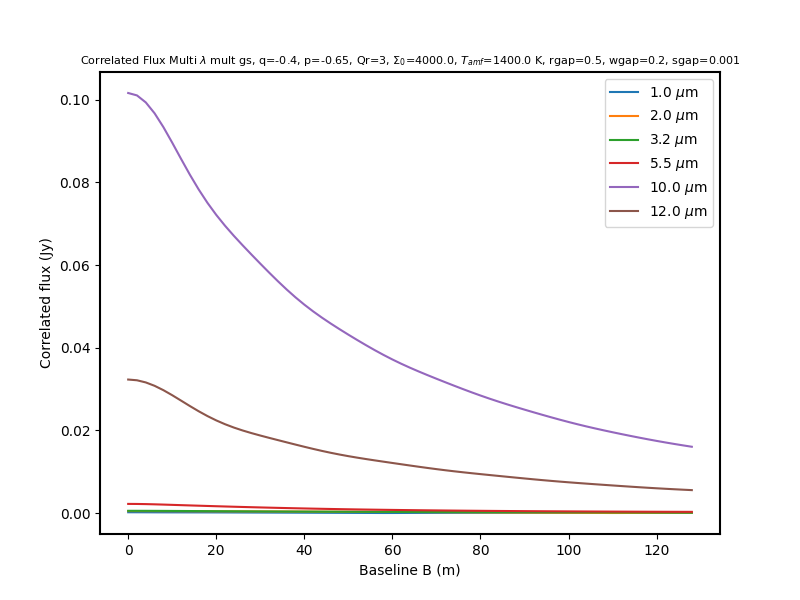 Correlated Flux Multi λ mult gs, q=-0.4, p=-0.65, Qr=3, Σ₀=4000.0, T_amf=1400.0 K, rgap=0.5, wgap=0.2, sgap=0.001
1.0 μm
2.0 μm
3.2 μm
5.5 μm
10.0 μm
12.0 μm
Correlated flux (Jy)
0.10
0.08
0.06
0.04
0.02
0.00
0 20 40 60 80 100 120
Baseline B (m)